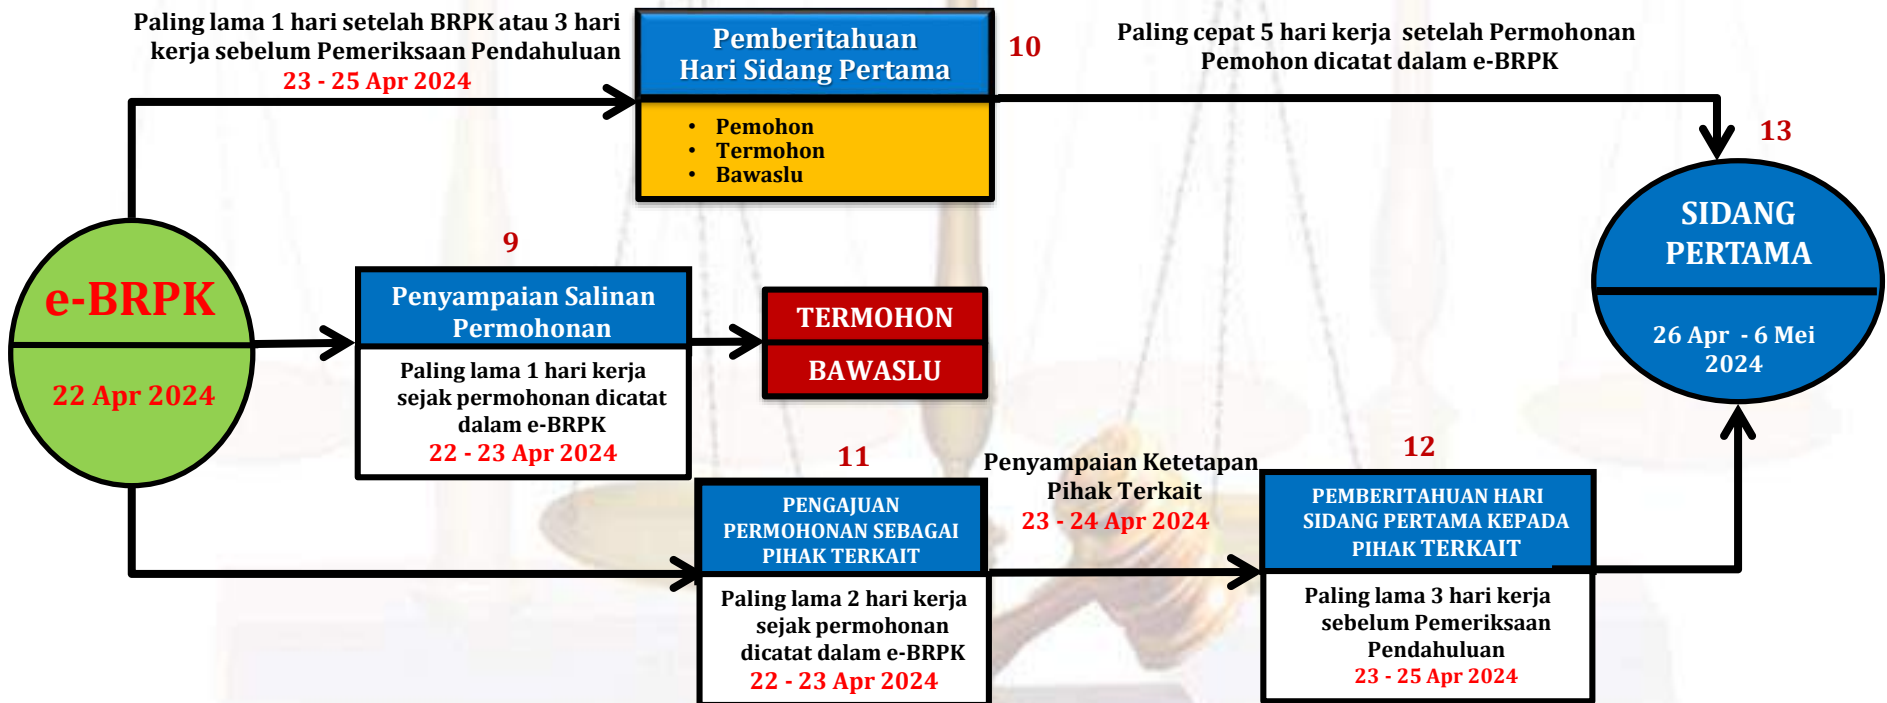 Paling lama 1 hari setelah BRPK atau 3 hari
kerja sebelum Pemeriksaan Pendahuluan
23 - 25 Apr 2024
Pemberitahuan
Hari Sidang Pertama
• Pemohon
• Termohon
• Bawaslu
10
Paling cepat 5 hari kerja setelah Permohonan
Pemohon dicatat dalam e-BRPK
13
SIDANG
PERTAMA
26 Apr - 6 Mei
2024
e-BRPK
22 Apr 2024
9
Penyampaian Salinan
Permohonan
Paling lama 1 hari kerja
sejak permohonan dicatat
dalam e-BRPK
22 - 23 Apr 2024
TERMOHON
BAWASLU
11
PENGAJUAN
PERMOHONAN SEBAGAI
PIHAK TERKAIT
Paling lama 2 hari kerja
sejak permohonan
dicatat dalam e-BRPK
22 - 23 Apr 2024
Penyampaian Ketetapan
Pihak Terkait
23 - 24 Apr 2024
12
PEMBERITAHUAN HARI
SIDANG PERTAMA KEPADA
PIHAK TERKAIT
Paling lama 3 hari kerja
sebelum Pemeriksaan
Pendahuluan
23 - 25 Apr 2024